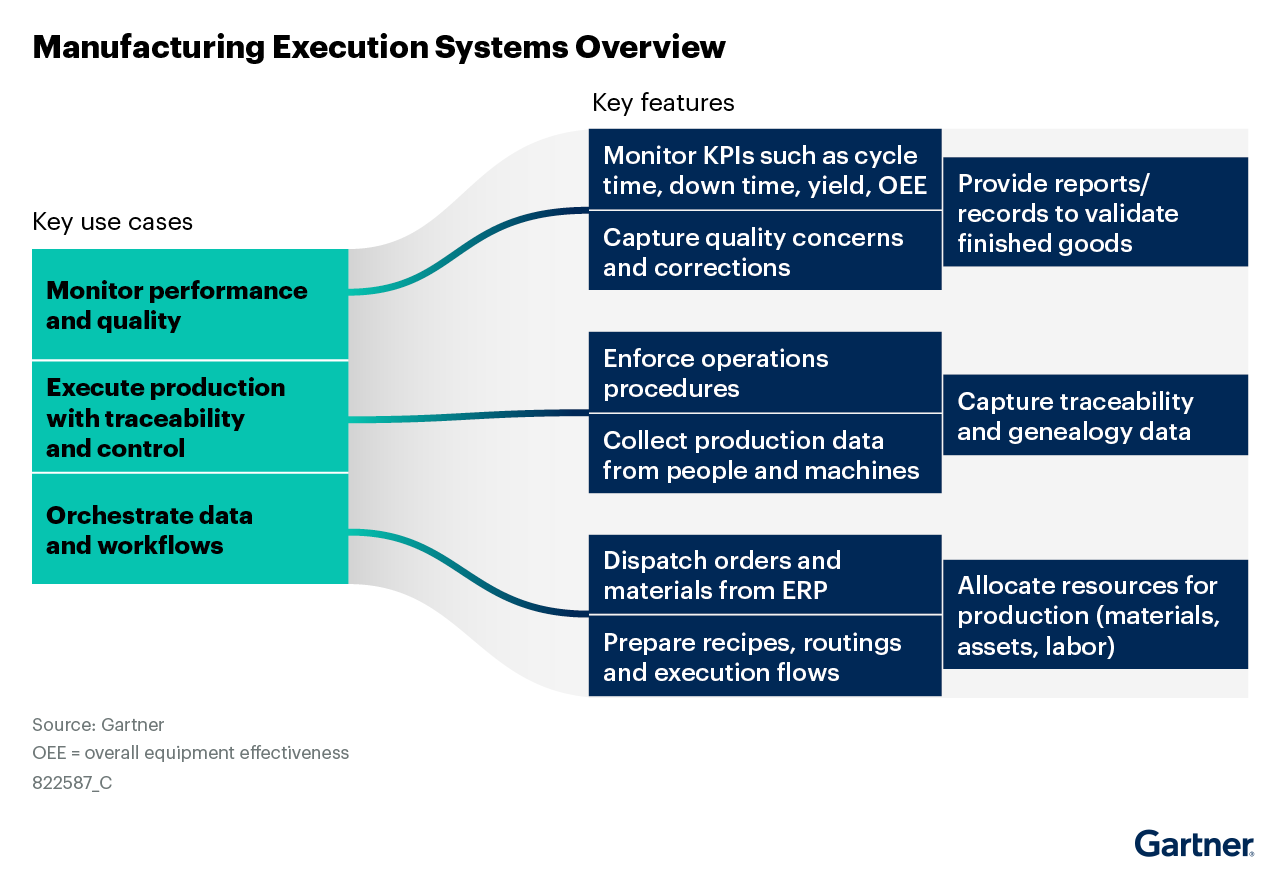 Manufacturing Execution Systems Overview
Key features
Key use cases
Monitor performance
and quality
Execute production
with traceability
and control
Orchestrate data
and workflows
Monitor KPIs such as cycle
time, down time, yield, OEE
Capture quality concerns
and corrections
Provide reports/
records to validate
finished goods
Enforce operations
procedures
Collect production data
from people and machines
Capture traceability
and genealogy data
Dispatch orders and
materials from ERP
Prepare recipes, routings
and execution flows
Allocate resources for
production (materials,
assets, labor)
Source: Gartner
OEE = overall equipment effectiveness
822587_C
Gartner®